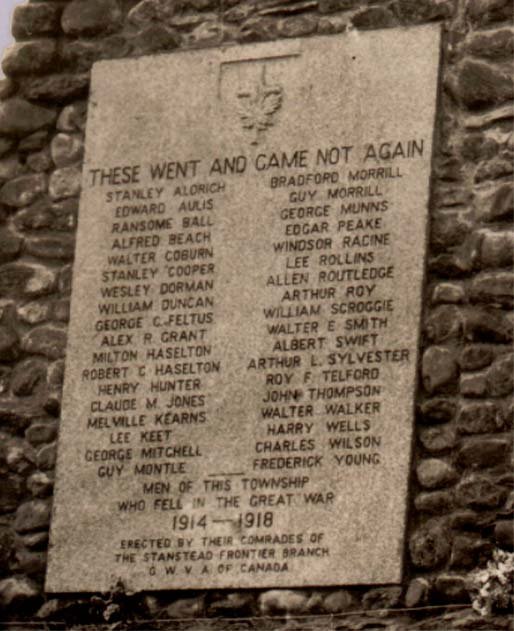 THESE WENT AND CAME NOT AGAIN
STANLEY ALDRICH
EDWARD AULIS
RANSOME BALL
ALFRED BEACH
WALTER COBURN
STANLEY COOPER
WESLEY DORMAN
WILLIAM DUNCAN
GEORGE C. FELTUS
ALEX R GRANT
MILTON HASELTON
ROBERT C HASELTON
HENRY HUNTER
CLAUDE M. JONES
MELVILLE KEARNS
LEE KEET
GEORGE MITCHELL
GUY MONTLE
BRADFORD MORRILL
GUY MORRILL
GEORGE MUNNS
EDGAR PEAKE
WINDSOR RACINE
LEE ROLLINS
ALLEN ROUTLEDGE
ARTHUR ROY
WILLIAM SCROGGIE
WALTER E SMITH
ALBERT SWIFT
ARTHUR L. SYLVESTER
ROY F. TELFORD
JOHN THOMPSON
WALTER WALKER
HARRY WELLS
CHARLES WILSON
FREDERICK YOUNG
MEN OF THIS TOWNSHIP
WHO FELL IN THE GREAT WAR
1914 — 1918
ERECTED BY THEIR COMRADES OF
THE STANSTEAD FRONTIER BRANCH
G. W. V. A. OF CANADA